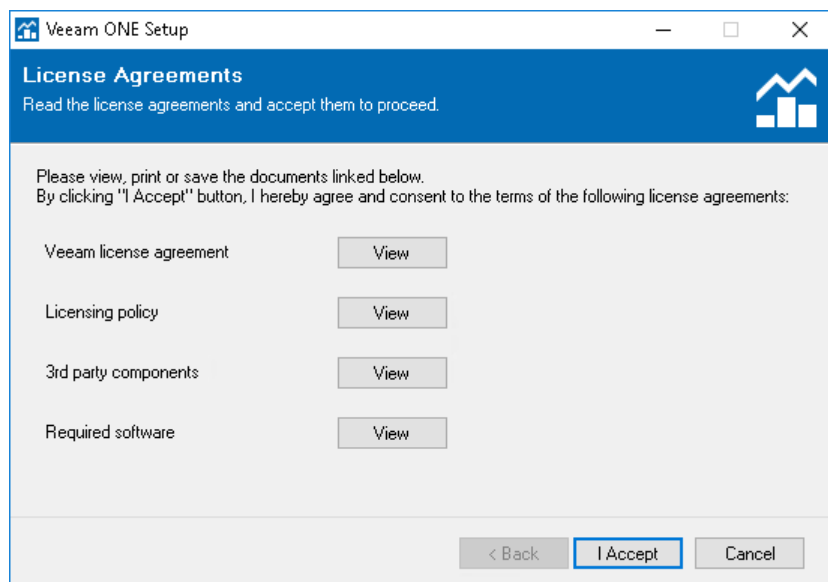 Veeam ONE Setup
License Agreements
Read the license agreements and accept them to proceed.
Please view, print or save the documents linked below.
By clicking "I Accept" button, I hereby agree and consent to the terms of the following license agreements:
Veeam license agreement View
Licensing policy View
3rd party components View
Required software View
< Back I Accept Cancel